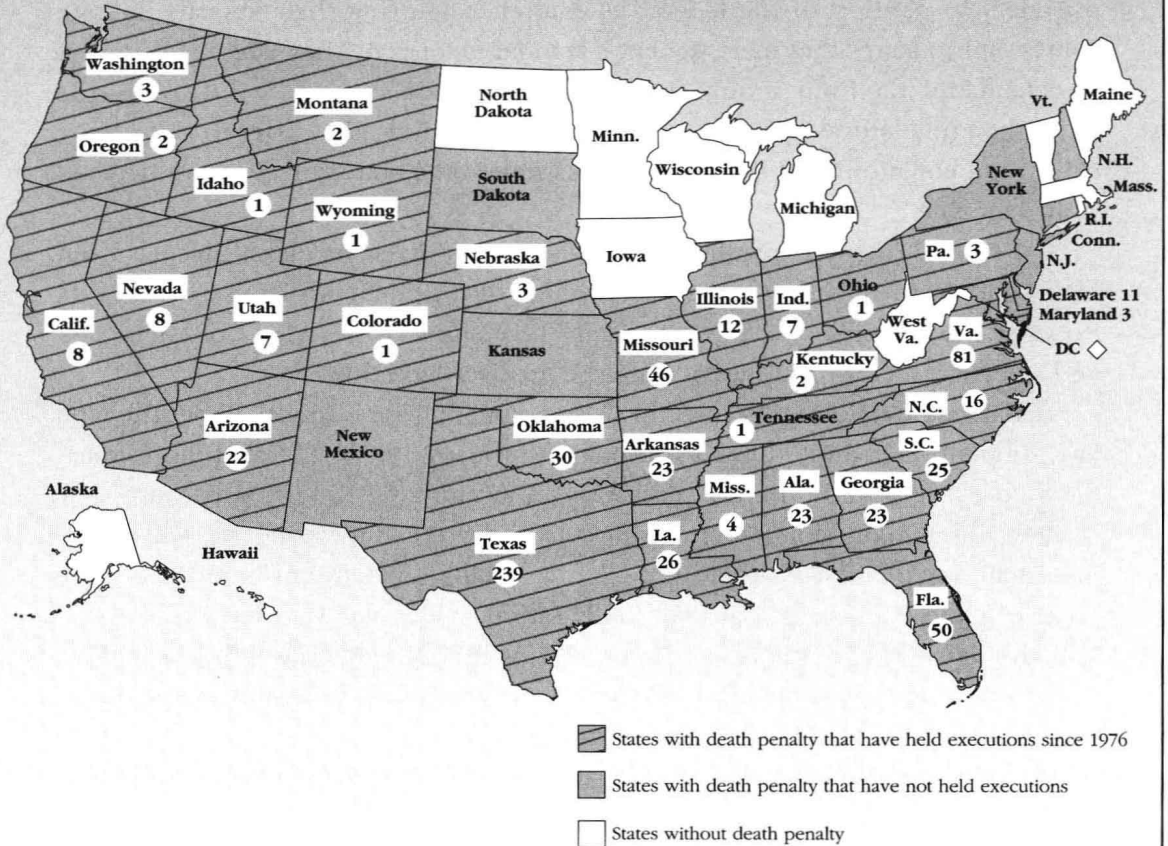 Washington
3
Montana
2
North
Dakota
Minn.
Vt.
Maine
Oregon 2
Idaho
1
South
Dakota
Wisconsin
Michigan
New
York
N.H.
Mass.
R.I.
Conn.
Wyoming
1
Nebraska
3
Iowa
Pa. 3
N.J.
Nevada
8
Utah
7
Colorado
1
Illinois
12
Ind.
7
Ohio
1
Delaware 11
Maryland 3
Calif.
8
Kansas
Missouri
46
West
Va.
Va.
81
DC
Kentucky
2
Arizona
22
New
Mexico
Oklahoma
30
Arkansas
23
Tennessee
1
N.C. 16
S.C.
25
Alaska
Hawaii
Texas
239
La.
26
Miss.
4
Ala.
23
Georgia
23
Fla.
50
States with death penalty that have held executions since 1976
States with death penalty that have not held executions
States without death penalty